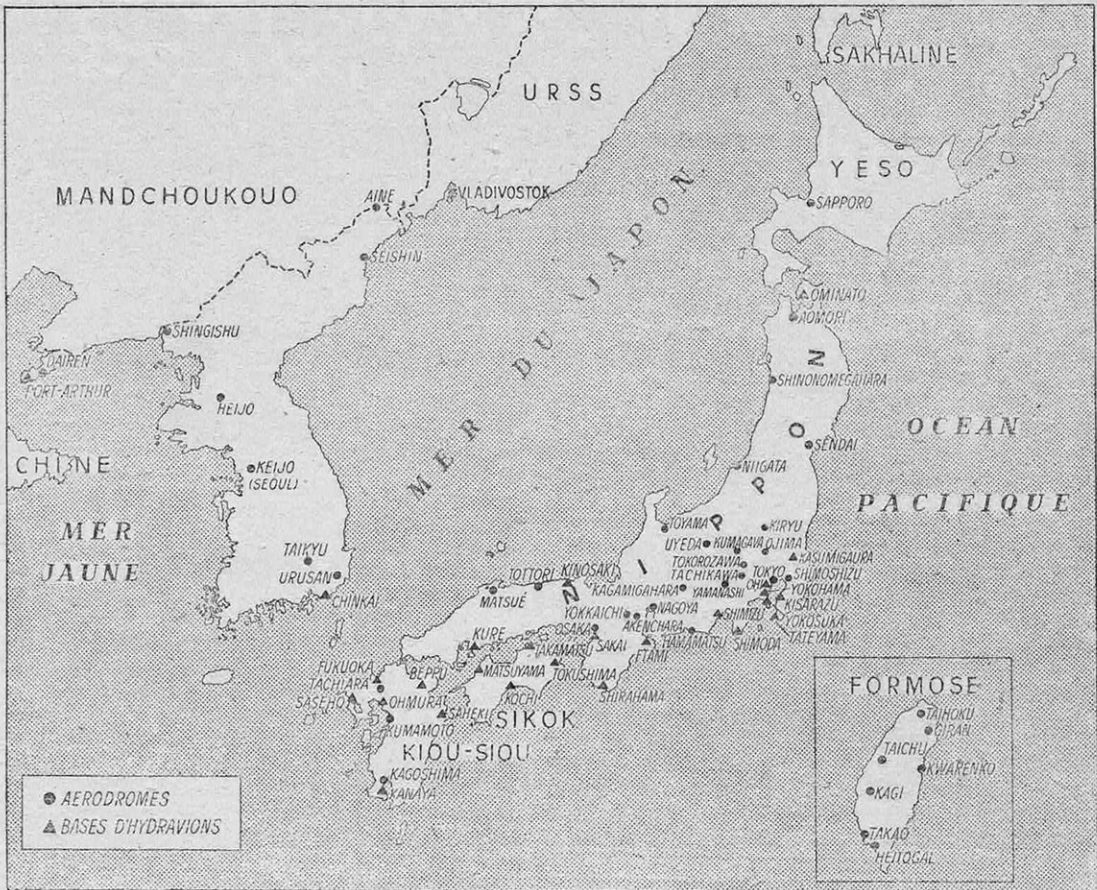 SAKHALINE
URSS
YESO
MANDCHOUKOUO
AINE
VLADIVOSTOK
SAPPORO
SEISHIN
MER DU JAPON
OMINATO
AOMORI
SHINGISHU
DAIREN
PORT-ARTHUR
SHINONOMEGAHARA
HEIJO
NIPPON
OCEAN
PACIFIQUE
SENDAI
CHINE
KEIJO
(SEOUL)
NIIGATA
MER
JAUNE
TOYAMA
KIRYU
UYEDA
KUMAGAVA
OJIMA
TAIKYU
TOKOROZAWA
KASUMIGAURA
URUSAN
TACHIKAWA
TOKYO
SHIMOSHIZU
CHINKAI
TOTTORI
KINOSAKI
KAGAMIGAHARA
YAMANASHI
YOKOHAMA
MATSUÉ
KISARAZU
YOKKAICHI
NAGOYA
SHIMIZU
YOKOSUKA
AKENCHARA
OSAKA
HAMAMATSU
SHIMODA
TATEYAMA
KURE
TAKAMATSU
SAKAI
FTAMI
FUKUOKA
BEPPU
MATSUYAMA
TOKUSHIMA
TACHIARA
SASEHO
OHMURA
KOCHI
SHIRAHAMA
SAHEKI
SIKOK
KUMAMOTO
KIOU-SIOU
KAGOSHIMA
KANAYA
FORMOSE
TAIHOKU
GIRAN
TAICHU
KWARENKO
KAGI
TAKAO
AERODROMES
BASES D'HYDRAVIONS